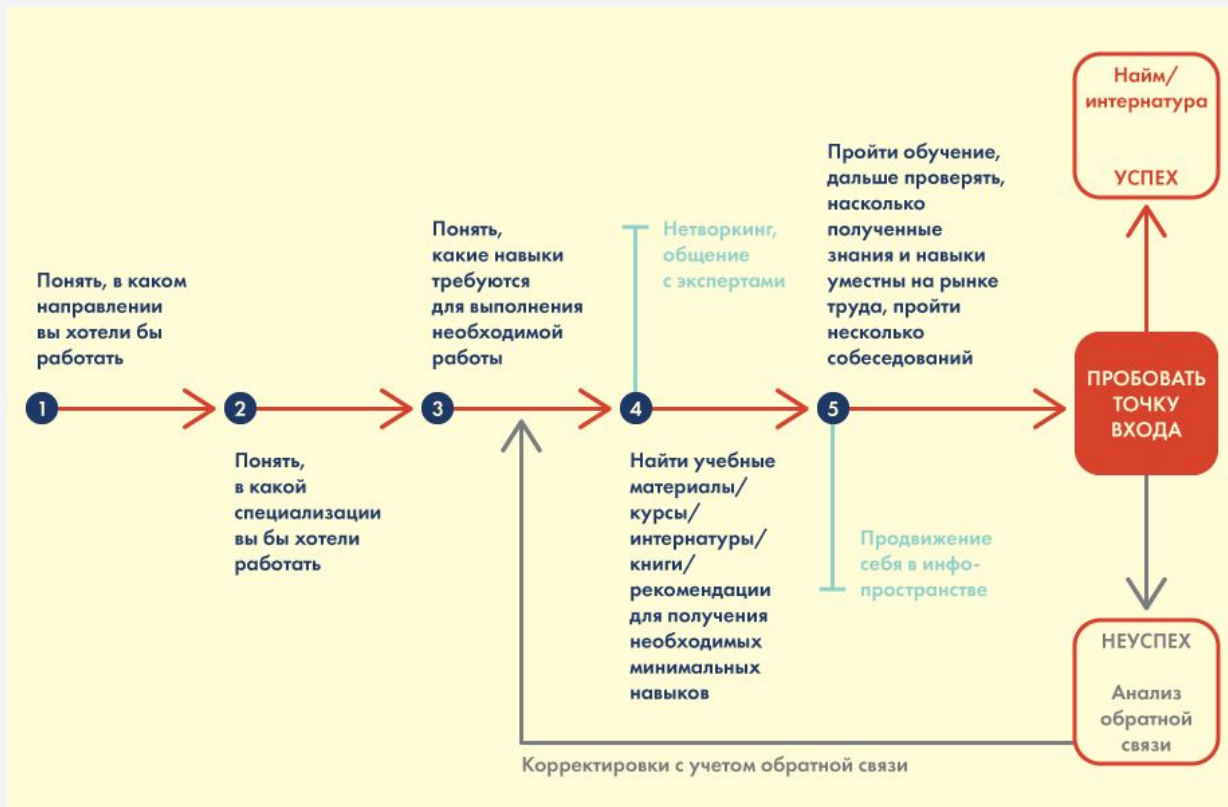 Понять, в каком
направлении
вы хотели бы
работать
1
2
Понять,
в какой
специализации
вы бы хотели
работать
Понять,
какие навыки
требуются
для выполнения
необходимой
работы
3
Нетворкинг,
общение
с экспертами
4
Найти учебные
материалы/
курсы/
интернатуры/
книги/
рекомендации
для получения
необходимых
минимальных
навыков
Пройти обучение,
дальше проверять,
насколько
полученные
знания и навыки
уместны на рынке
труда, пройти
несколько
собеседований
5
Продвижение
себя в инфо-
пространстве
ПРОБОВАТЬ
ТОЧКУ
ВХОДА
Найм/
интернатура
УСПЕХ
НЕУСПЕХ
Анализ
обратной
связи
Корректировки с учетом обратной связи